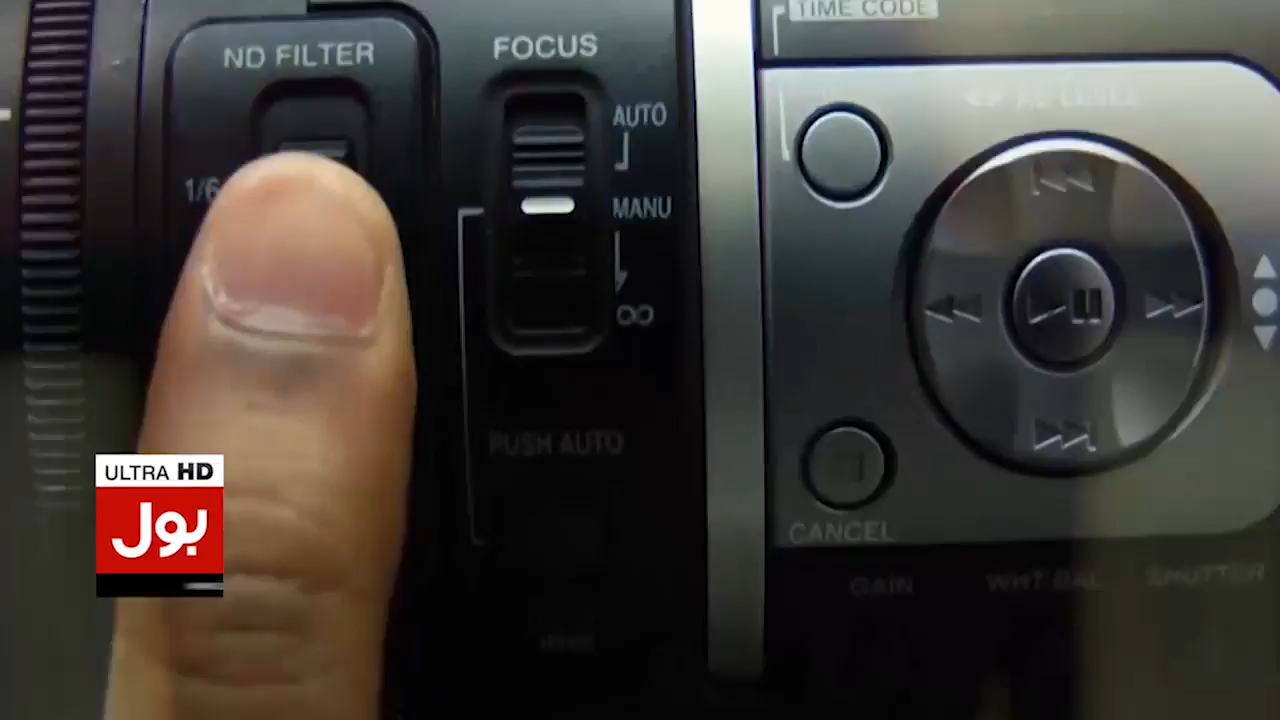 TIME CODE
ND FILTER
FOCUS
AUTO
1/6
MANU
∞
PUSH AUTO
ULTRA HD
بول
CANCEL
GAIN
WHT BAL
SHUTTER